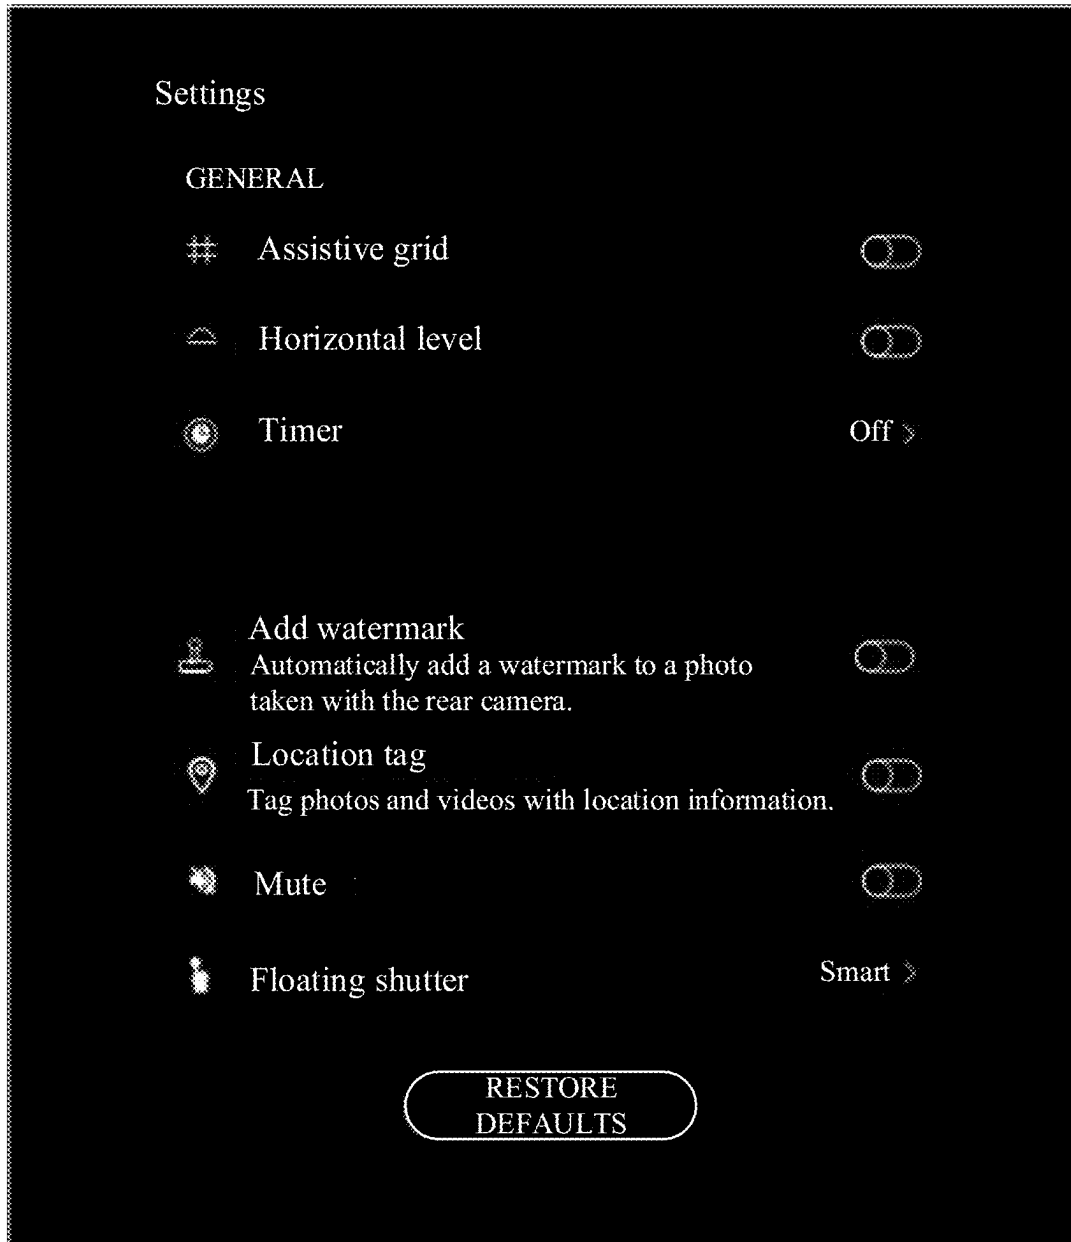 Settings
GENERAL
Assistive grid
Horizontal level
Timer
Off
Add watermark
Automatically add a watermark to a photo
taken with the rear camera.
Location tag
Tag photos and videos with location information.
Mute
Floating shutter
Smart
RESTORE
DEFAULTS